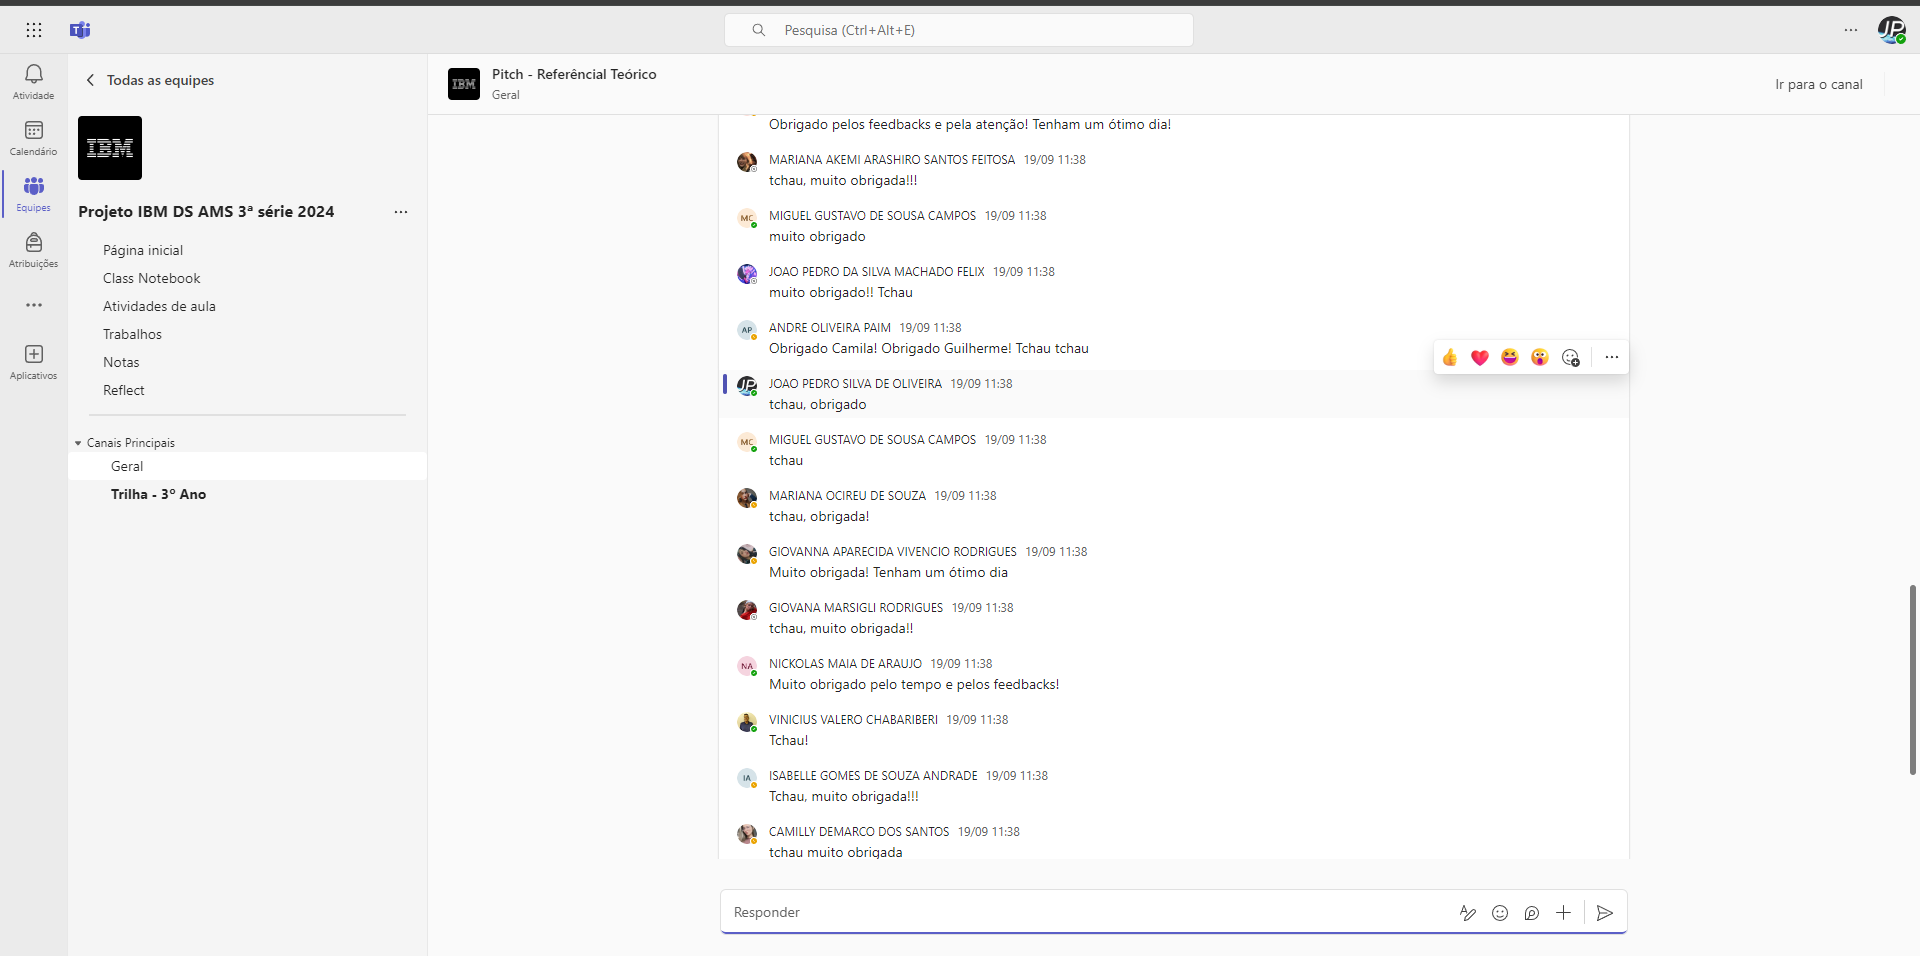 Pesquisa (Ctrl+Alt+E)
JP
Atividade
Calendário
Equipes
Atribuições
Aplicativos
Todas as equipes
IBM
Projeto IBM DS AMS 3ª série 2024
Página inicial
Class Notebook
Atividades de aula
Trabalhos
Notas
Reflect
Canais Principais
Geral
Trilha - 3º Ano
IBM
Pitch - Referêncial Teórico
Geral
Ir para o canal
Obrigado pelos feedbacks e pela atenção! Tenham um ótimo dia!
MARIANA AKEMI ARASHIRO SANTOS FEITOSA 19/09 11:38
tchau, muito obrigada!!!
MC MIGUEL GUSTAVO DE SOUSA CAMPOS 19/09 11:38
muito obrigado
JOAO PEDRO DA SILVA MACHADO FELIX 19/09 11:38
muito obrigado!! Tchau
AP ANDRE OLIVEIRA PAIM 19/09 11:38
Obrigado Camila! Obrigado Guilherme! Tchau tchau
JP JOAO PEDRO SILVA DE OLIVEIRA 19/09 11:38
tchau, obrigado
MC MIGUEL GUSTAVO DE SOUSA CAMPOS 19/09 11:38
tchau
MARIANA OCIREU DE SOUZA 19/09 11:38
tchau, obrigada!
GIOVANNA APARECIDA VIVENCIO RODRIGUES 19/09 11:38
Muito obrigada! Tenham um ótimo dia
GIOVANA MARSIGLI RODRIGUES 19/09 11:38
tchau, muito obrigada!!
NA NICKOLAS MAIA DE ARAUJO 19/09 11:38
Muito obrigado pelo tempo e pelos feedbacks!
VINICIUS VALERO CHABARIBERI 19/09 11:38
Tchau!
IA ISABELLE GOMES DE SOUZA ANDRADE 19/09 11:38
Tchau, muito obrigada!!!
CAMILLY DEMARCO DOS SANTOS 19/09 11:38
tchau muito obrigada
Responder